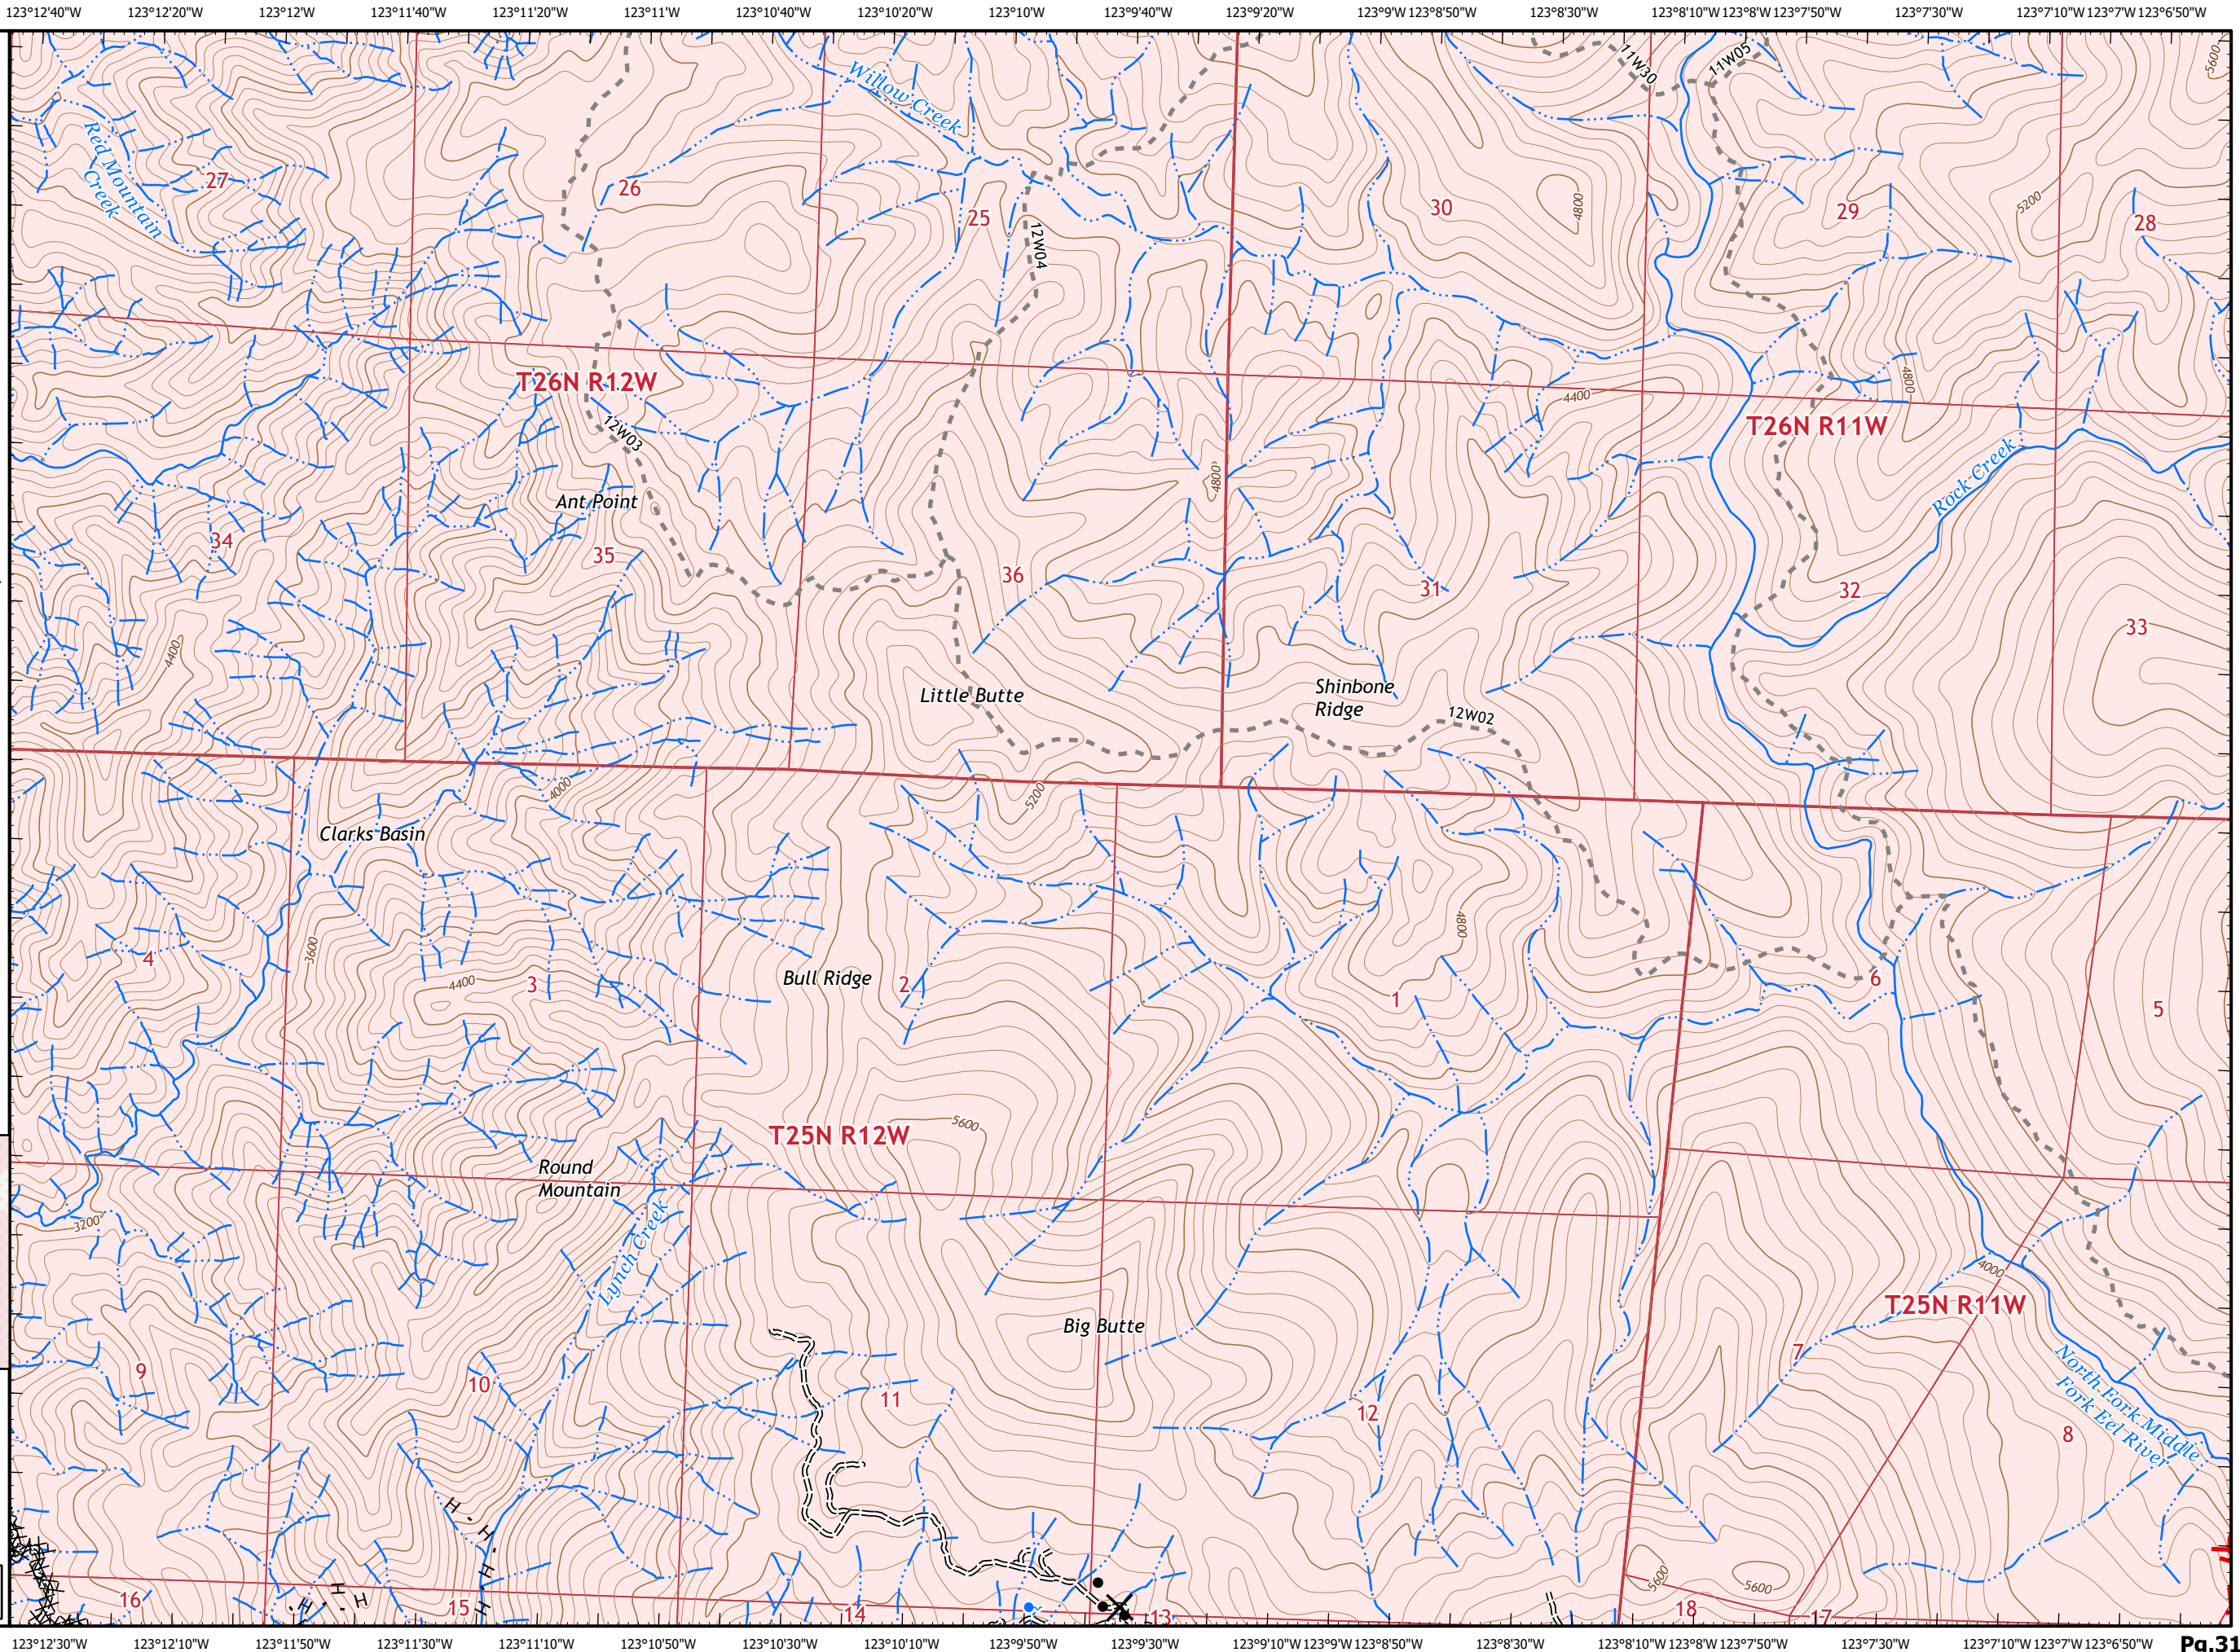 123°12'40"W 123°12'20"W 123°12'W 123°11'40"W 123°11'20"W 123°11'W 123°10'40"W 123°10'20"W 123°10'W 123°9'40"W 123°9'20"W 123°9'W 123°8'50"W 123°8'30"W 123°8'10"W 123°8'W 123°7'50"W 123°7'30"W 123°7'10"W 123°7'W 123°6'50"W
11W30
11W05
5600
Willow Creek
Red Mountain
Creek
27
26
25
30
4800
29
5200
28
12W04
T26N R12W
4400
4800
T26N R11W
12W03
Rock Creek
4800
Ant Point
34
35
36
31
32
33
4400
Little Butte
Shinbone
Ridge
12W02
4000
5200
Clarks Basin
4
3600
4400
3
Bull Ridge
2
4800
1
6
5
5600
T25N R12W
Round
Mountain
3200
Lynch Creek
4000
T25N R11W
Big Butte
9
10
11
12
7
North Fork Middle
Fork Eel River
8
H - H - H - H
H - H - H
16
15
14
13
5600
5600
18
17
123°12'30"W 123°12'10"W 123°11'50"W 123°11'30"W 123°11'10"W 123°10'50"W 123°10'30"W 123°10'10"W 123°9'50"W 123°9'30"W 123°9'10"W 123°9'W 123°8'50"W 123°8'30"W 123°8'10"W 123°8'W 123°7'50"W 123°7'30"W 123°7'10"W 123°7'W 123°6'50"W